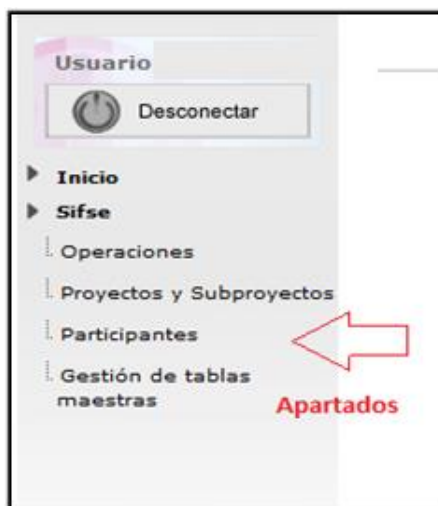 Usuario
Desconectar
Inicio
Sifse
Operaciones
Proyectos y Subproyectos
Participantes
Gestión de tablas
maestras
Apartados